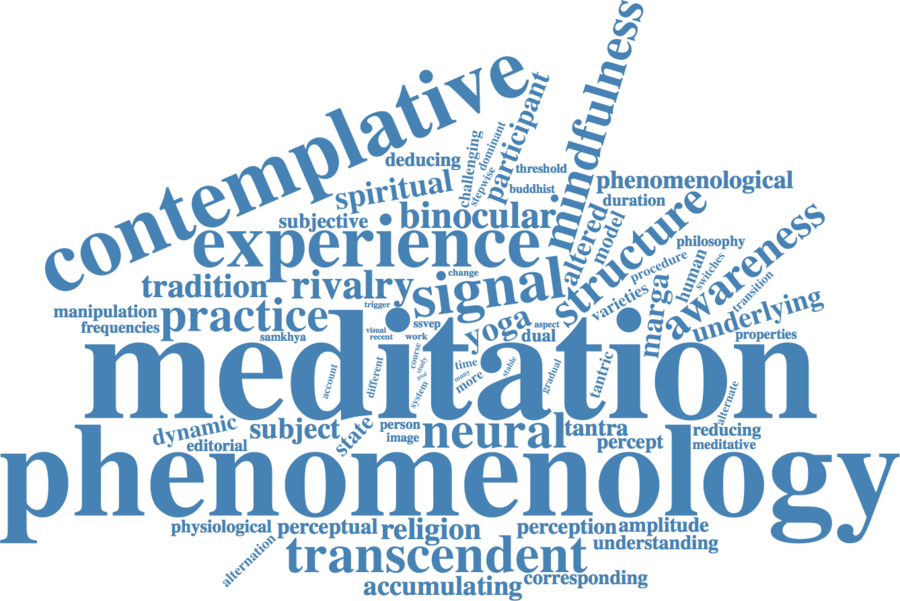 mindfulness
contemplative
participant
challenging
dominant
stepwise
deducing
threshold
spiritual
buddhist
phenomenological
duration
subjective
binocular
experience
altered
model
structure
awareness
philosophy
human
switches
procedure
varieties
transition
marga
underlying
properties
tradition
rivalry
change
signal
manipulation
frequencies
practice
trigger
samkhya
visual
recent
ssvep
work
yoga
aspect
dual
meditation
account
different
course
study
system
time
many
more
stable
gradual
tantric
alternate
dynamic
editorial
subject
state
person
image
neural
tantra
percept
reducing
meditative
phenomenology
physiological
perceptual
religion
perception
amplitude
understanding
alternation
transcendent
accumulating
corresponding